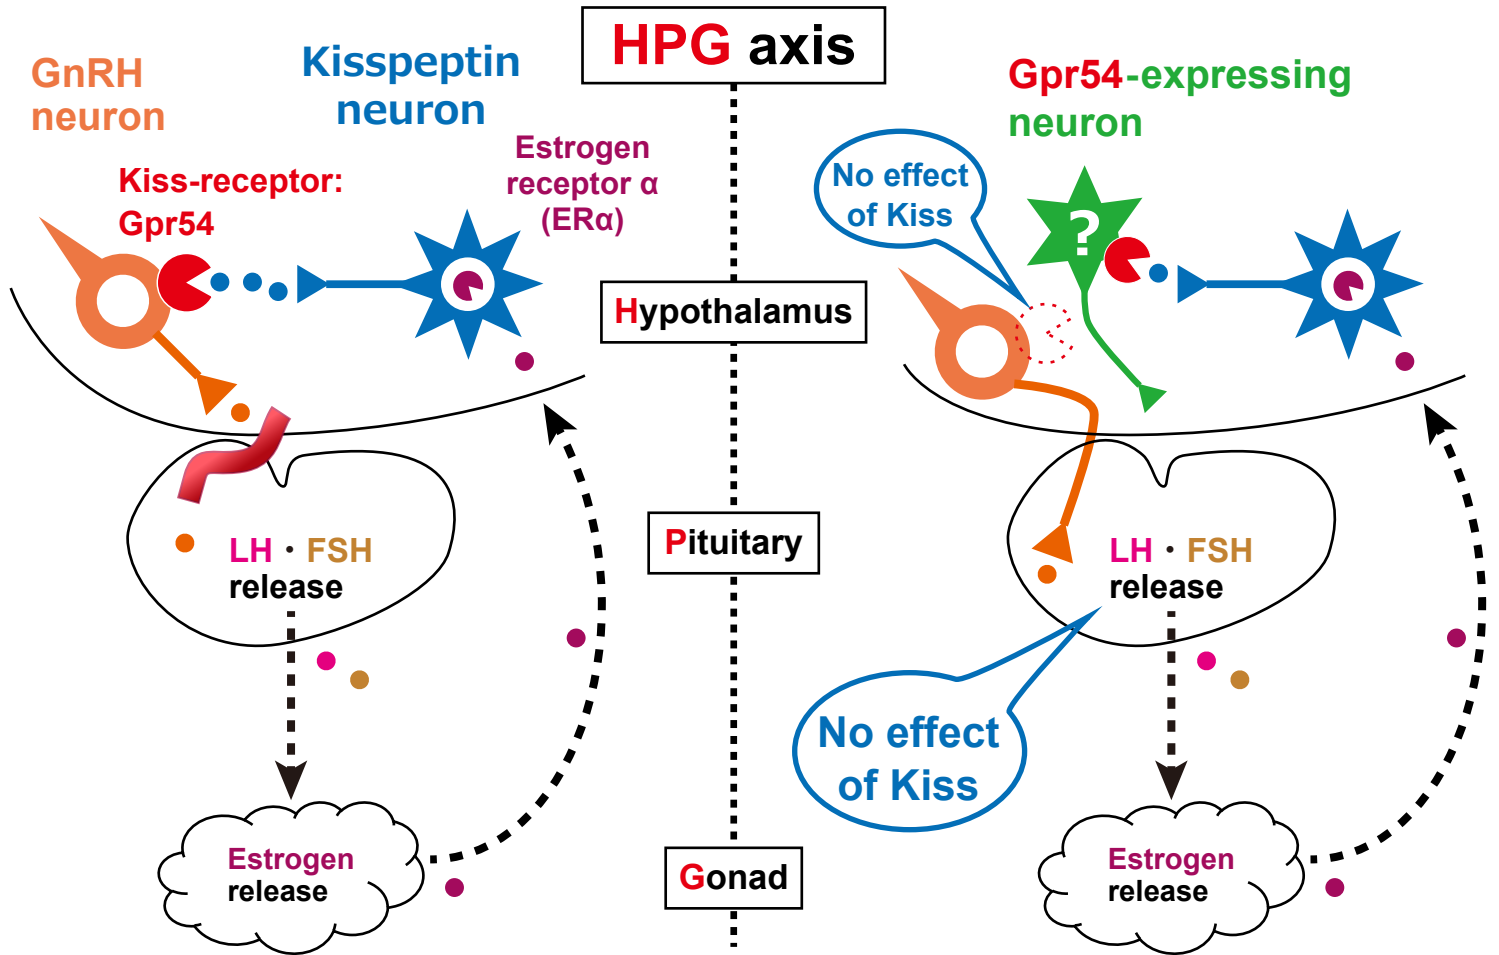 HPG axis
GnRH
neuron
Kisspeptin
neuron
Estrogen
receptor α
(ERα)
Kiss-receptor:
Gpr54
LH・FSH
release
Estrogen
release
Hypothalamus
Pituitary
Gonad
Gpr54-expressing
neuron
No effect
of Kiss
?
LH・FSH
release
No effect
of Kiss
Estrogen
release